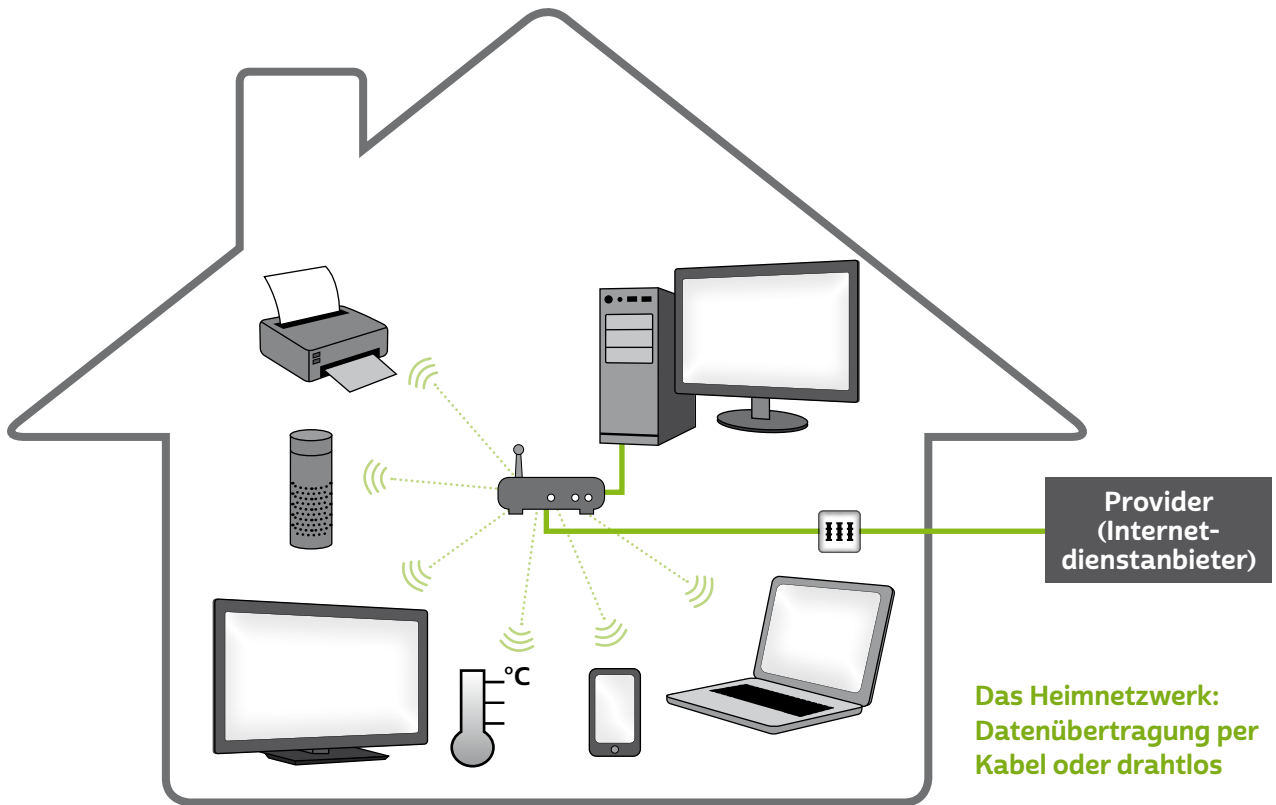 Provider
(Internet-
dienstanbieter)
°C
Das Heimnetzwerk:
Datenübertragung per
Kabel oder drahtlos